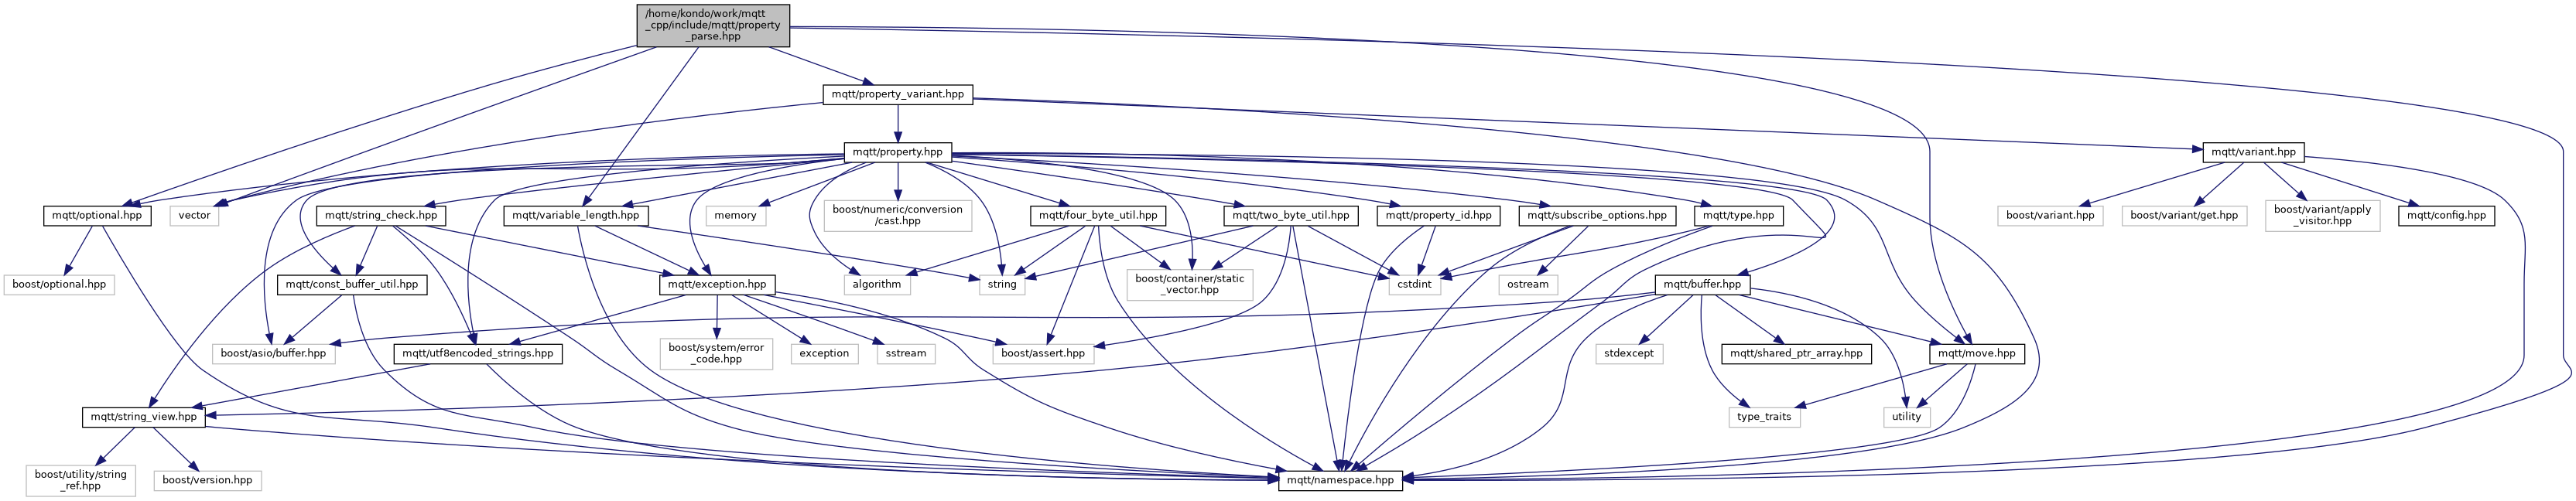 /home/kondo/work/mqtt
_cpp/include/mqtt/property
_parse.hpp
mqtt/property_variant.hpp
mqtt/property.hpp
mqtt/variant.hpp
mqtt/optional.hpp
vector
mqtt/string_check.hpp
mqtt/variable_length.hpp
memory
boost/numeric/conversion
/cast.hpp
mqtt/four_byte_util.hpp
mqtt/two_byte_util.hpp
mqtt/property_id.hpp
mqtt/subscribe_options.hpp
mqtt/type.hpp
boost/variant.hpp
boost/variant/get.hpp
boost/variant/apply
_visitor.hpp
mqtt/config.hpp
boost/optional.hpp
mqtt/const_buffer_util.hpp
mqtt/exception.hpp
algorithm
string
boost/container/static
_vector.hpp
cstdint
ostream
mqtt/buffer.hpp
boost/asio/buffer.hpp
mqtt/utf8encoded_strings.hpp
boost/system/error
_code.hpp
exception
sstream
boost/assert.hpp
stdexcept
mqtt/shared_ptr_array.hpp
mqtt/move.hpp
mqtt/string_view.hpp
type_traits
utility
boost/utility/string
_ref.hpp
boost/version.hpp
mqtt/namespace.hpp